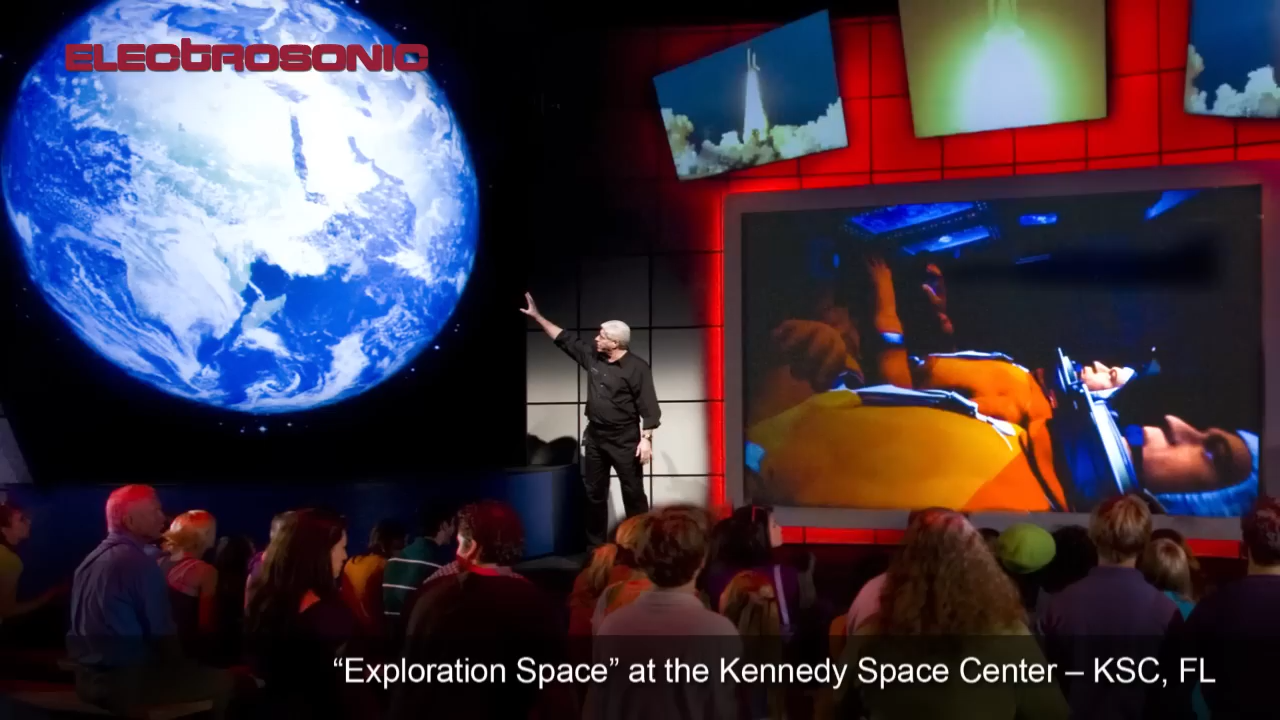 ELECTROSONIC
“Exploration Space” at the Kennedy Space Center – KSC, FL